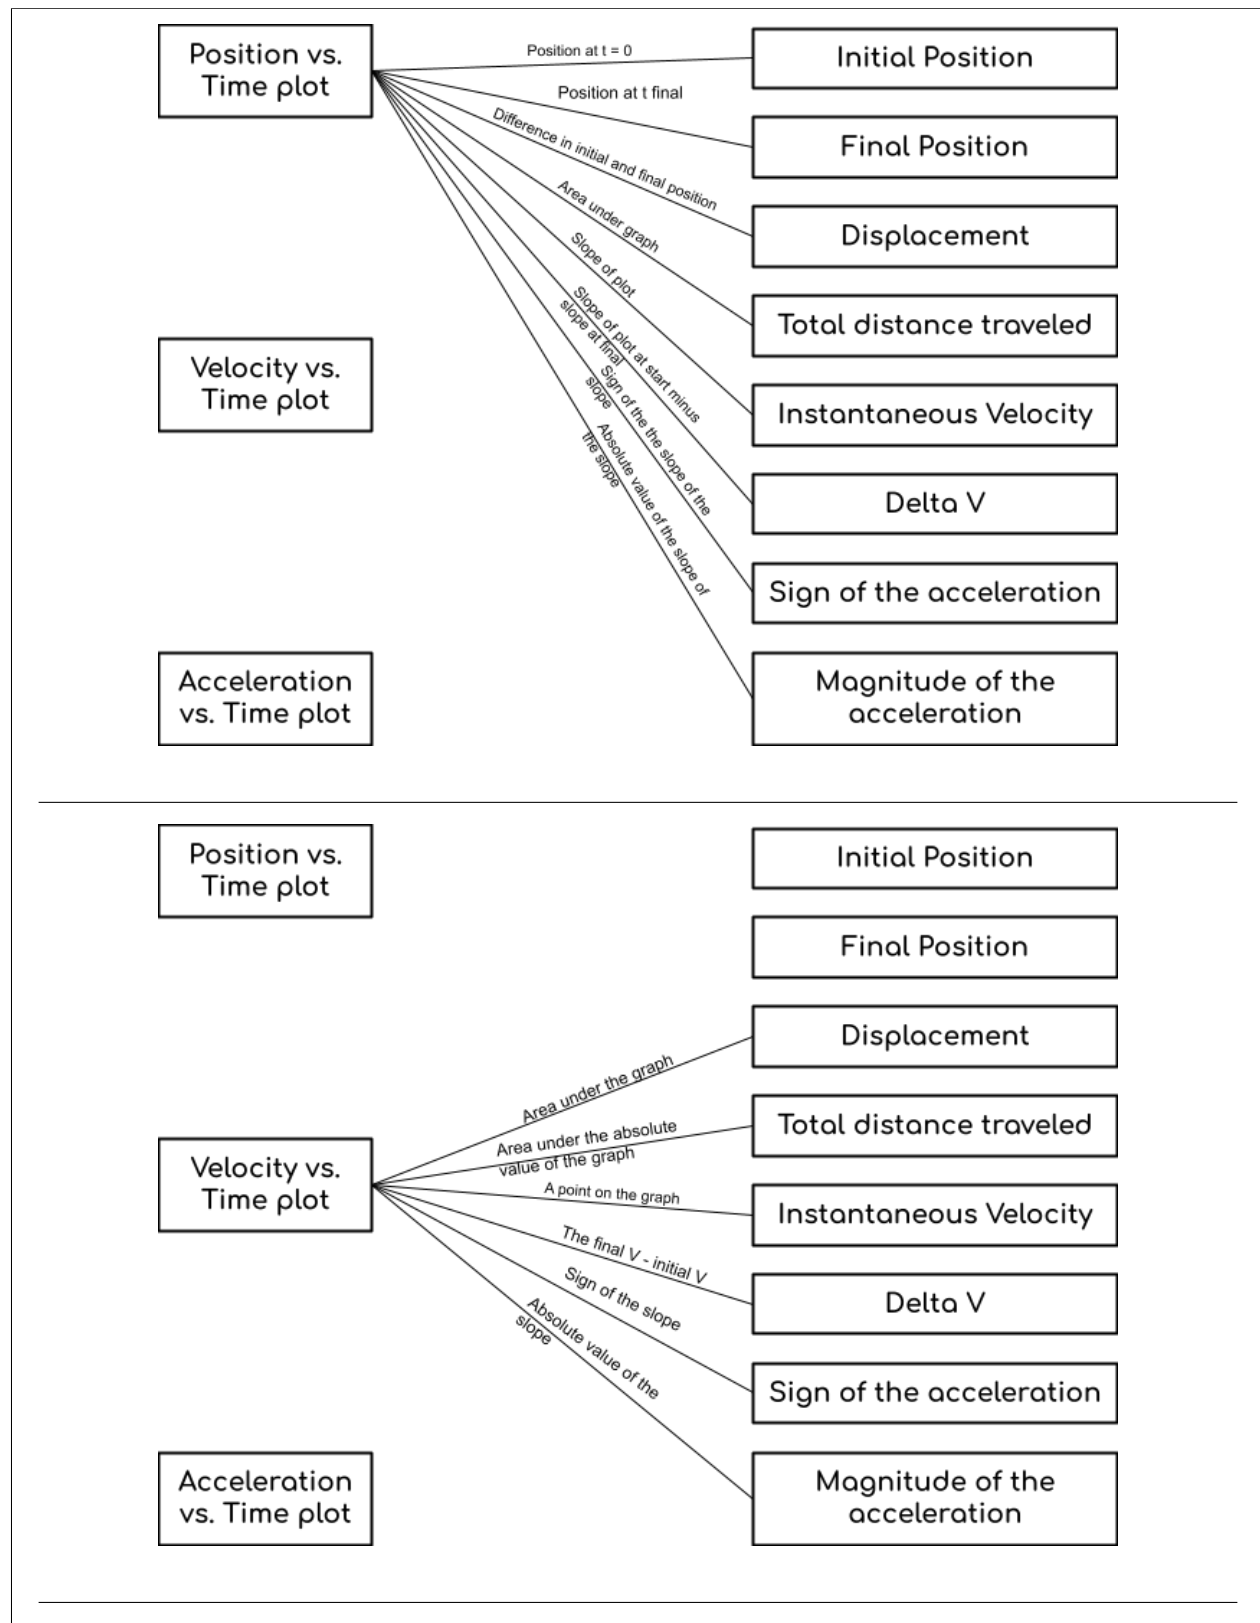 Position vs.
Time plot
Position at t = 0
Initial Position
Position at t final
Final Position
Difference in initial and final position
Displacement
Area under graph
Total distance traveled
Slope of plot
Instantaneous Velocity
Slope of plot at start minus
slope at final
Delta V
Sign of the the slope of the
slope
Sign of the acceleration
Absolute value of the slope of
the slope
Magnitude of the
acceleration
Velocity vs.
Time plot
Acceleration
vs. Time plot
Position vs.
Time plot
Initial Position
Final Position
Velocity vs.
Time plot
Area under the graph
Displacement
Area under the absolute
value of the graph
Total distance traveled
A point on the graph
Instantaneous Velocity
The final V - initial V
Delta V
Sign of the slope
Sign of the acceleration
Absolute value of the
slope
Magnitude of the
acceleration
Acceleration
vs. Time plot